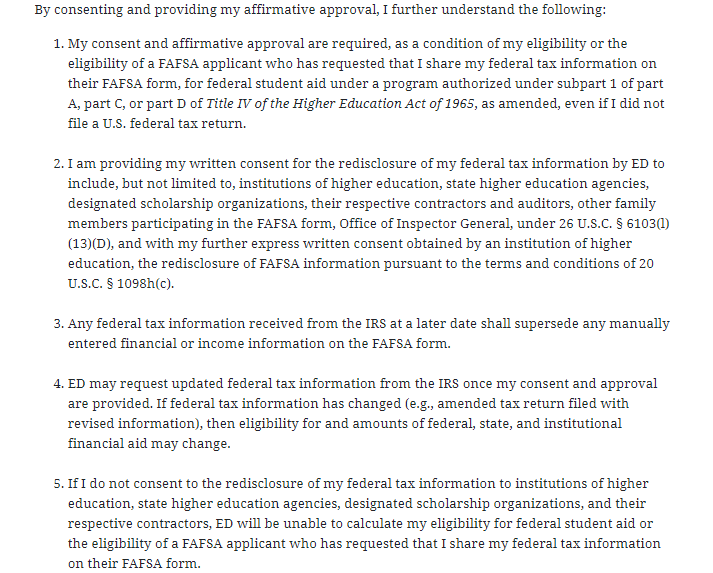 By consenting and providing my affirmative approval, I further understand the following:
1. My consent and affirmative approval are required, as a condition of my eligibility or the
eligibility of a FAFSA applicant who has requested that I share my federal tax information on
their FAFSA form, for federal student aid under a program authorized under subpart 1 of part
A, part C, or part D of Title IV of the Higher Education Act of 1965, as amended, even if I did not
file a U.S. federal tax return.
2. I am providing my written consent for the redisclosure of my federal tax information by ED to
include, but not limited to, institutions of higher education, state higher education agencies,
designated scholarship organizations, their respective contractors and auditors, other family
members participating in the FAFSA form, Office of Inspector General, under 26 U.S.C. § 6103(l)
(13)(D), and with my further express written consent obtained by an institution of higher
education, the redisclosure of FAFSA information pursuant to the terms and conditions of 20
U.S.C. § 1098h(c).
3. Any federal tax information received from the IRS at a later date shall supersede any manually
entered financial or income information on the FAFSA form.
4. ED may request updated federal tax information from the IRS once my consent and approval
are provided. If federal tax information has changed (e.g., amended tax return filed with
revised information), then eligibility for and amounts of federal, state, and institutional
financial aid may change.
5. If I do not consent to the redisclosure of my federal tax information to institutions of higher
education, state higher education agencies, designated scholarship organizations, and their
respective contractors, ED will be unable to calculate my eligibility for federal student aid or
the eligibility of a FAFSA applicant who has requested that I share my federal tax information
on their FAFSA form.